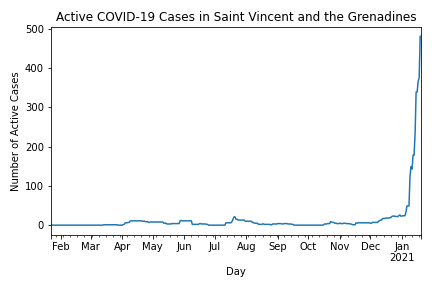 Active COVID-19 Cases in Saint Vincent and the Grenadines
500
400
300
200
100
0
Number of Active Cases
Feb Mar Apr May Jun Jul Aug Sep Oct Nov Dec Jan
2021
Day